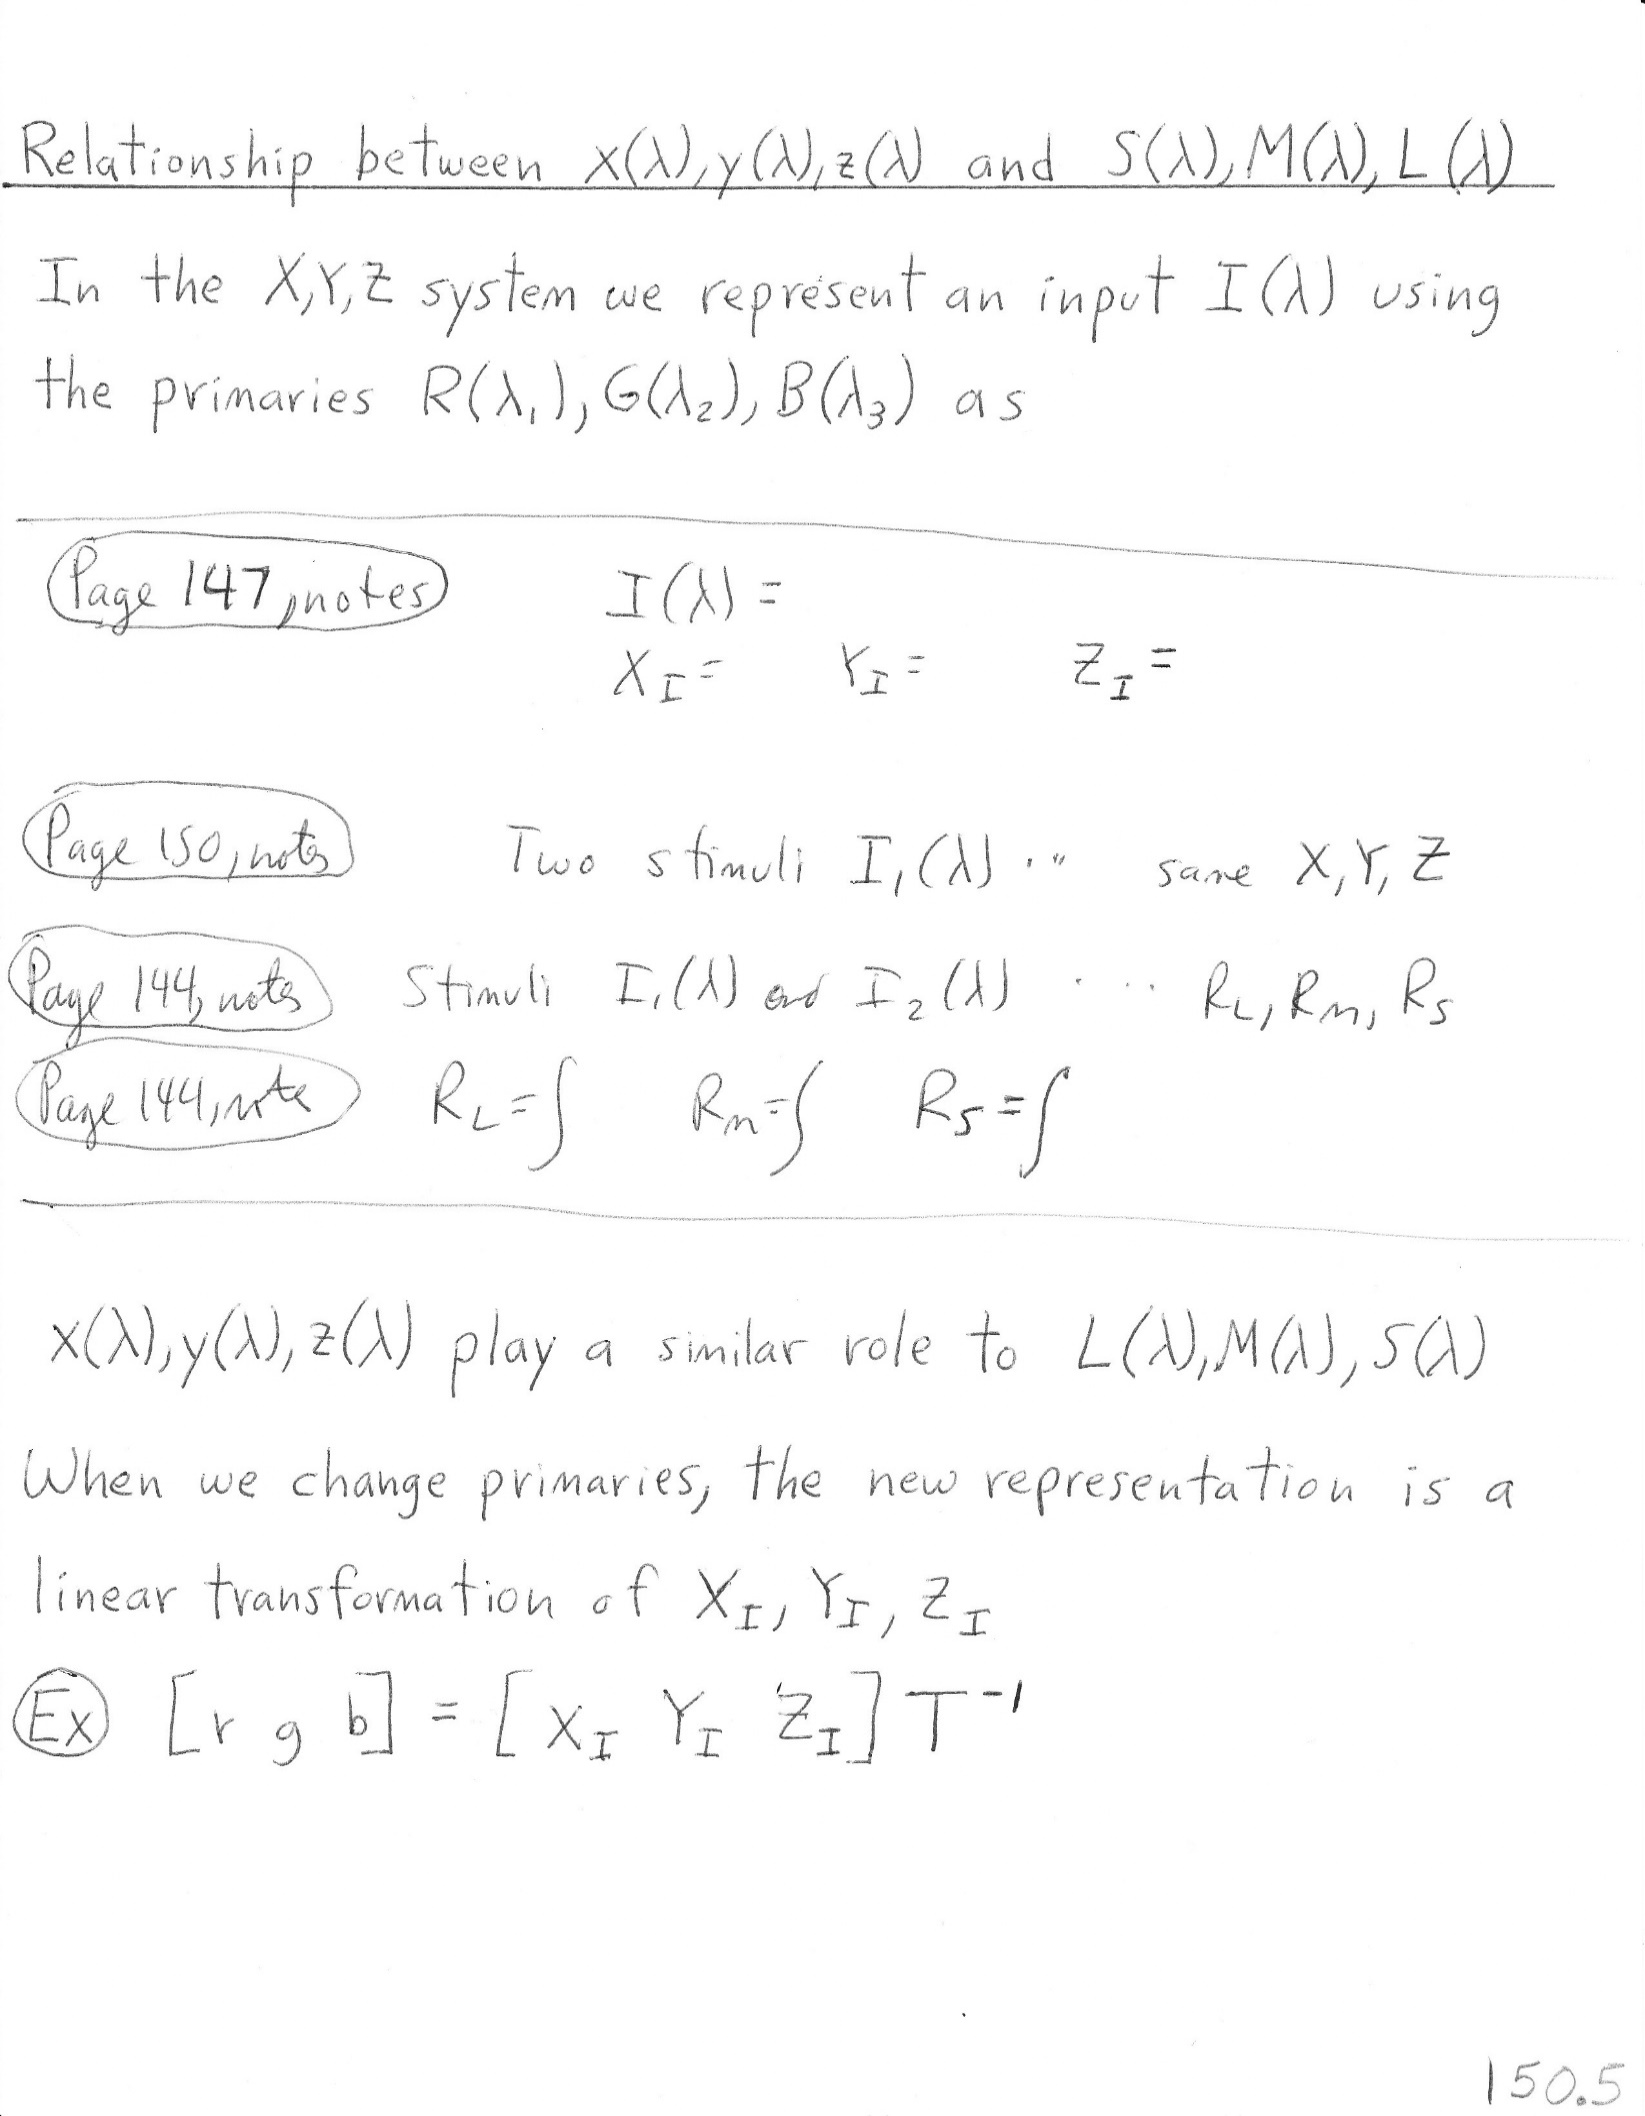 Relationship between x(λ),y(λ),z(λ) and S(λ),M(λ),L(λ)
In the X,Y,Z system we represent an input I(λ) using
the primaries R(λ₁),G(λ₂),B(λ₃) as
Page 147, notes I(λ) =
X_I = Y_I = Z_I =
Page 150, notes Two stimuli I₁(λ) ... same X,Y,Z
Page 144, notes Stimuli I₁(λ) and I₂(λ) ... R_L, R_M, R_S
Page 144, note R_L = ∫ R_M = ∫ R_S = ∫
x(λ),y(λ),z(λ) play a similar role to L(λ),M(λ),S(λ)
When we change primaries, the new representation is a
linear transformation of X_I, Y_I, Z_I
Ex [r g b] = [X_I Y_I Z_I] T⁻¹
150.5